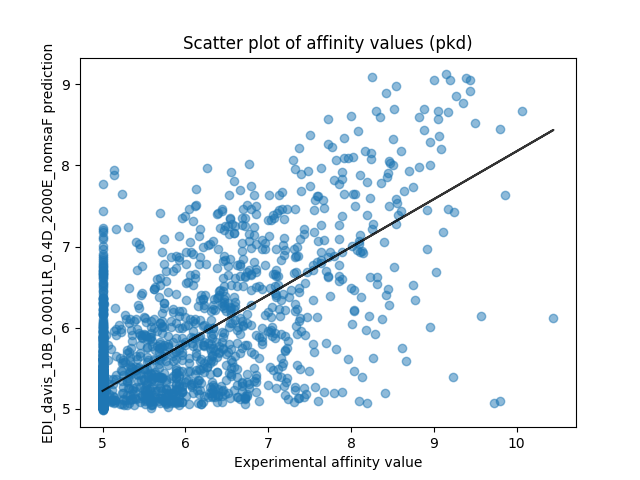 Scatter plot of affinity values (pkd)
EDI_davis_10B_0.0001LR_0.4D_2000E_nomsaF prediction
9
8
7
6
5
5 6 7 8 9 10
Experimental affinity value